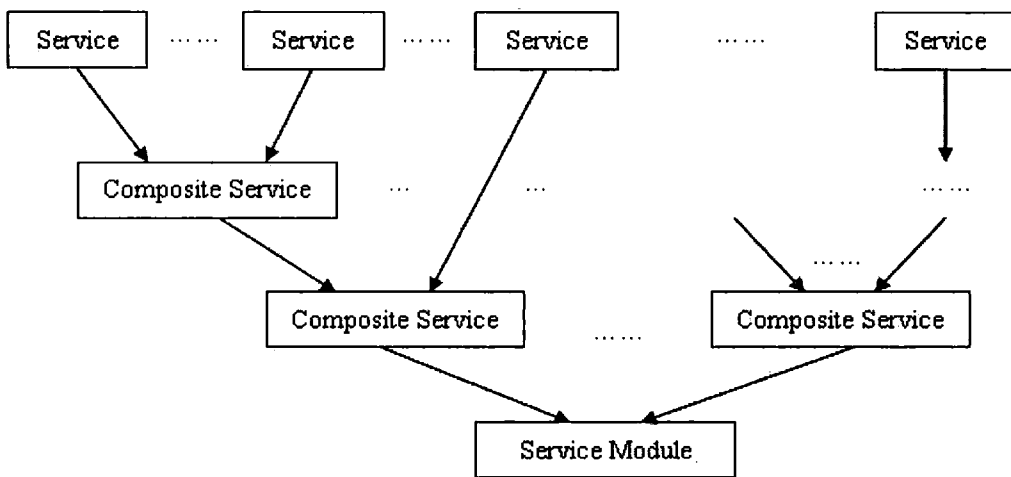 Service …… Service …… Service …… Service
Composite Service … … ……
……
Composite Service …… Composite Service
Service Module